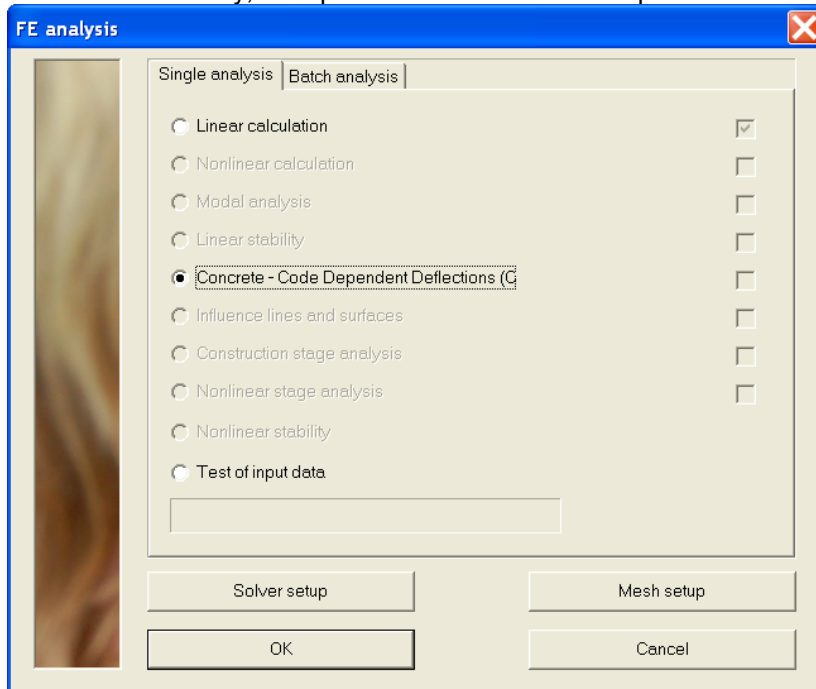 FE analysis
Single analysis Batch analysis
Linear calculation
Nonlinear calculation
Modal analysis
Linear stability
Concrete - Code Dependent Deflections (C
Influence lines and surfaces
Construction stage analysis
Nonlinear stage analysis
Nonlinear stability
Test of input data
Solver setup Mesh setup
OK Cancel